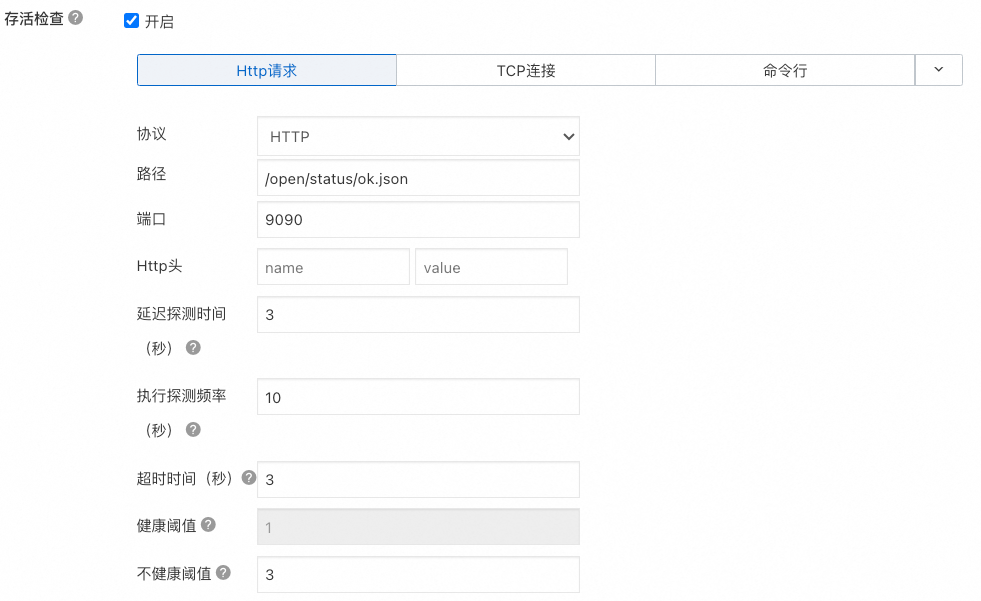 存活检查 ? 开启
Http请求 TCP连接 命令行
协议 HTTP
路径 /open/status/ok.json
端口 9090
Http头 name value
延迟探测时间 3
（秒） ?
执行探测频率 10
（秒） ?
超时时间（秒） ? 3
健康阈值 ? 1
不健康阈值 ? 3